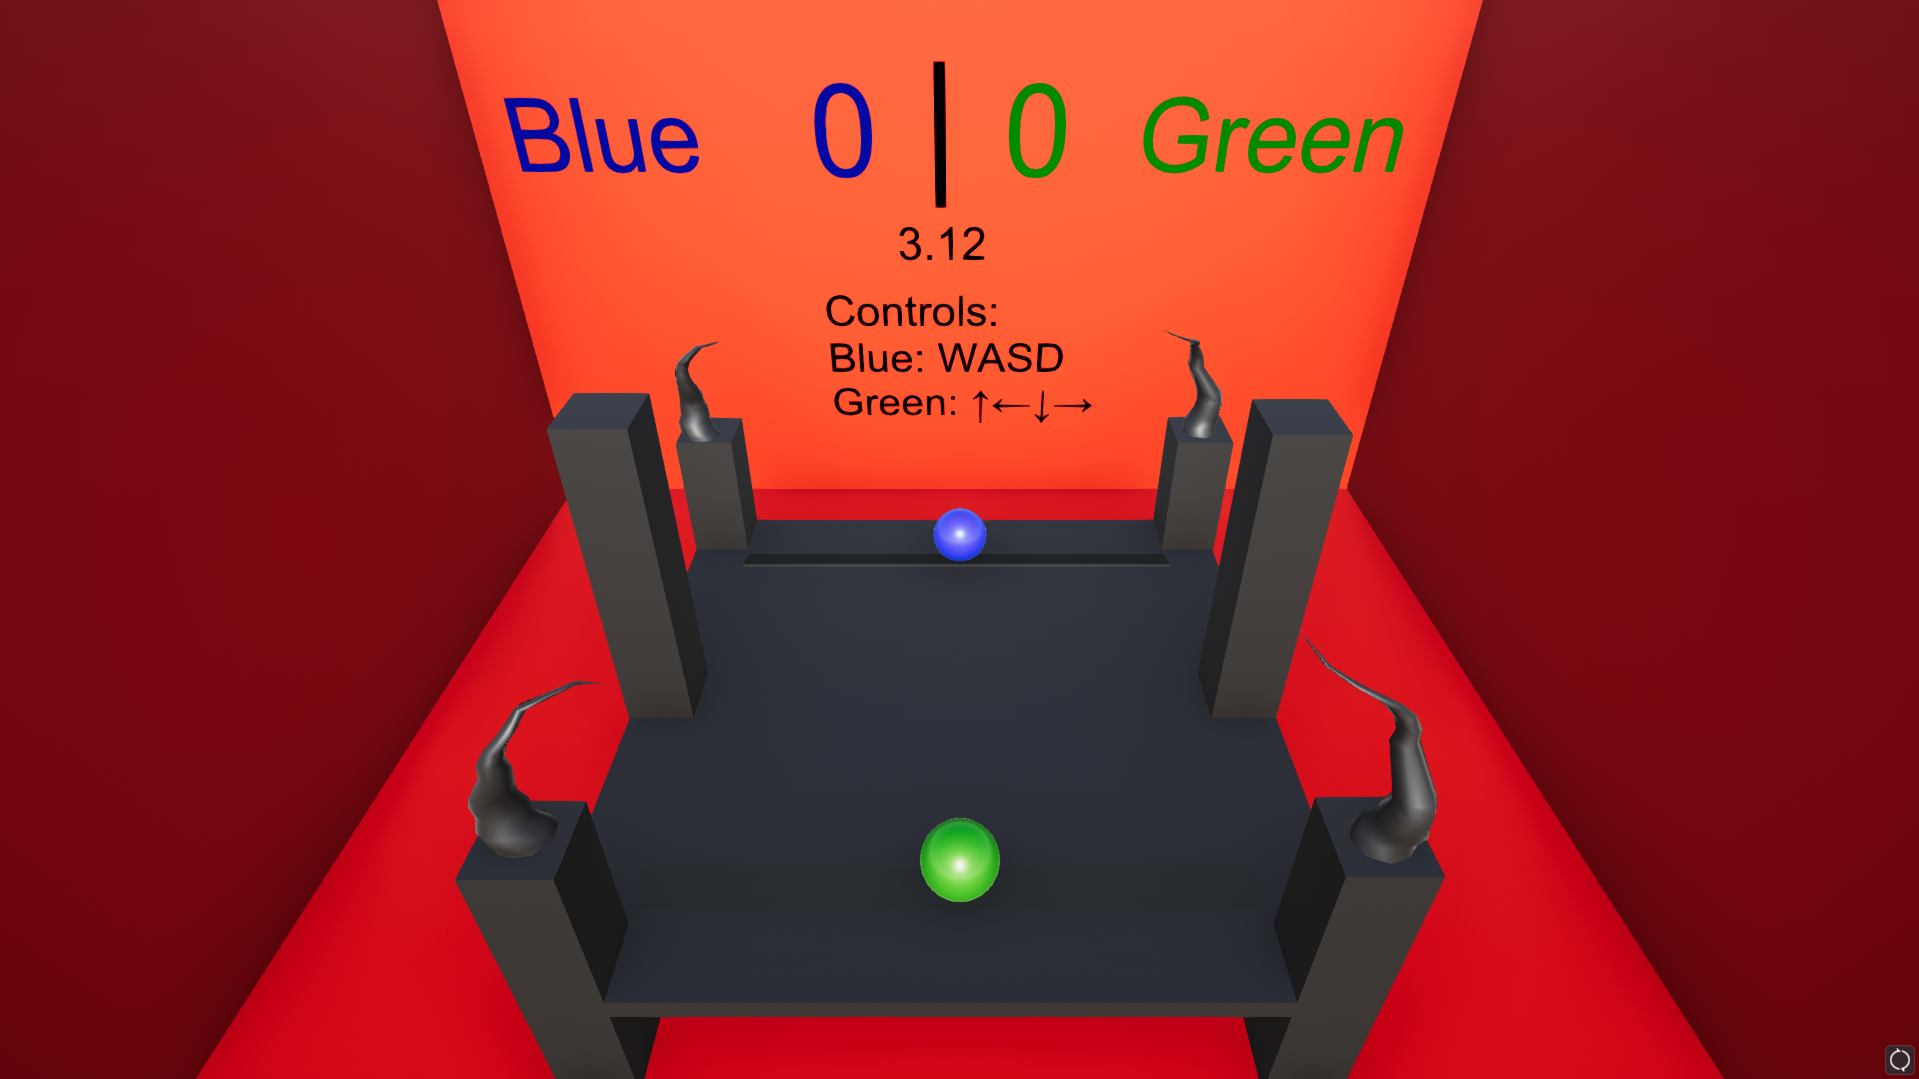 Blue 0 | 0 Green
3.12
Controls:
Blue: WASD
Green: ↑←↓→